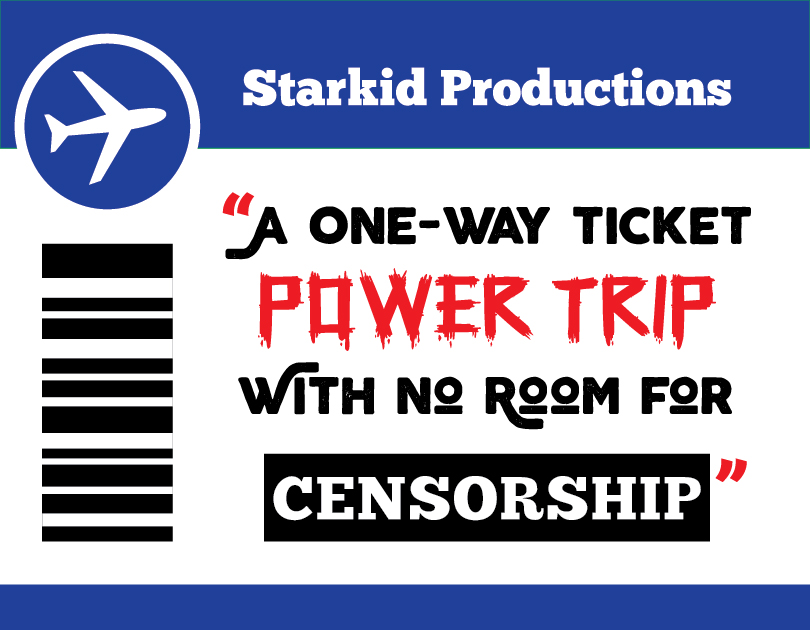 Starkid Productions
“A ONE-WAY TICKET
POWER TRIP
WITH NO ROOM FOR
CENSORSHIP”